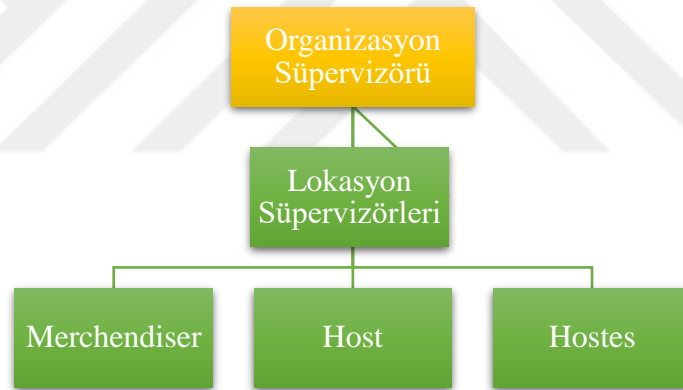 Organizasyon
Süpervizörü
Lokasyon
Süpervizörleri
Merchendiser
Host
Hostes